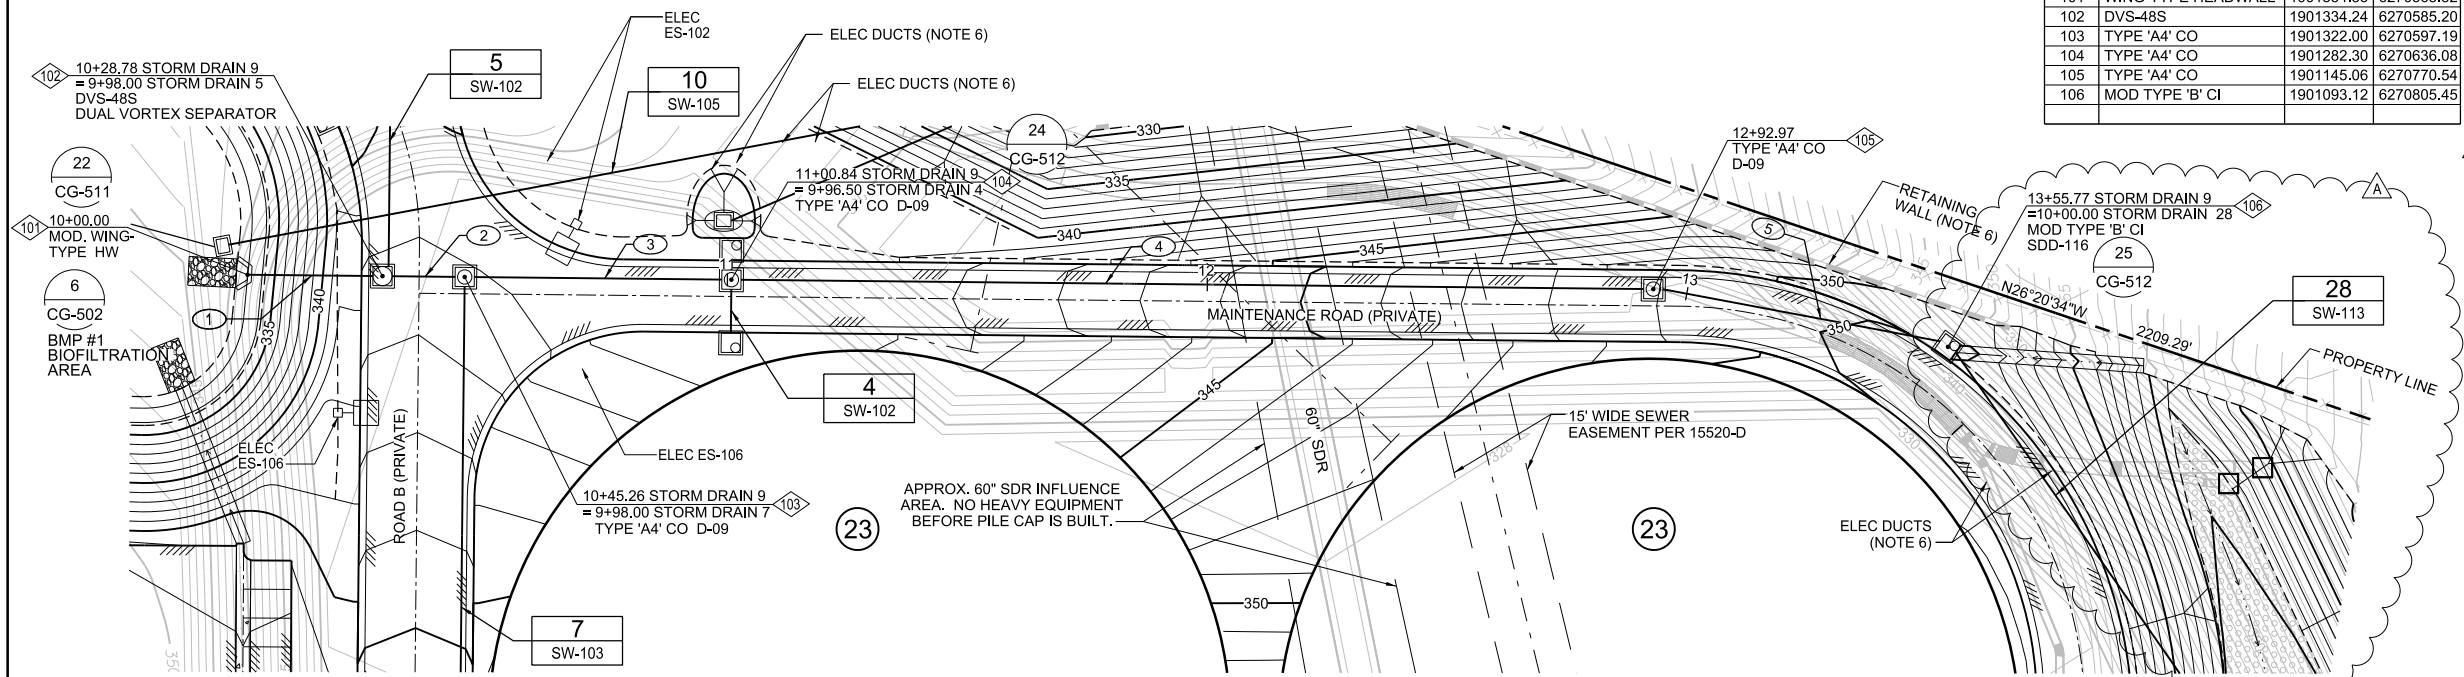 102 DVS-48S 1901334.24 6270585.20
103 TYPE 'A4' CO 1901322.00 6270597.19
104 TYPE 'A4' CO 1901282.30 6270636.08
105 TYPE 'A4' CO 1901145.06 6270770.54
106 MOD TYPE 'B' CI 1901093.12 6270805.45
ELEC
ES-102
ELEC DUCTS (NOTE 6)
ELEC DUCTS (NOTE 6)
102
10+28.78 STORM DRAIN 9
= 9+98.00 STORM DRAIN 5
DVS-48S
DUAL VORTEX SEPARATOR
5
SW-102
10
SW-105
22
CG-511
101
10+00.00
MOD. WING-
TYPE HW
6
CG-502
BMP #1
BIOFILTRATION
AREA
1
2
3
4
5
335
340
11+00.84 STORM DRAIN 9
= 9+96.50 STORM DRAIN 4
TYPE 'A4' CO D-09
104
24
CG-512
330
335
340
345
11
12
13
12+92.97
TYPE 'A4' CO
D-09
105
RETAINING
WALL (NOTE 6)
13+55.77 STORM DRAIN 9
=10+00.00 STORM DRAIN 28
MOD TYPE 'B' CI
SDD-116
106
A
25
CG-512
28
SW-113
N26°20'34"W
2209.29'
PROPERTY LINE
350
350
340
330
MAINTENANCE ROAD (PRIVATE)
4
SW-102
345
60" SDR
15' WIDE SEWER
EASEMENT PER 15520-D
328
ELEC
ES-106
ROAD B (PRIVATE)
ELEC ES-106
10+45.26 STORM DRAIN 9
= 9+98.00 STORM DRAIN 7
TYPE 'A4' CO D-09
103
APPROX. 60" SDR INFLUENCE
AREA. NO HEAVY EQUIPMENT
BEFORE PILE CAP IS BUILT.
23
23
ELEC DUCTS
(NOTE 6)
350
7
SW-103
350